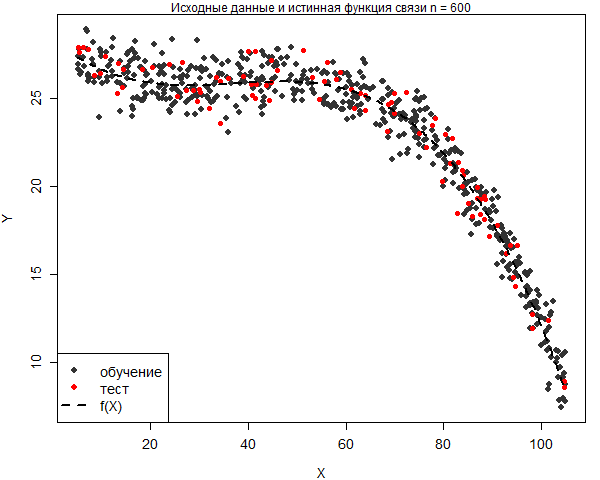 Исходные данные и истинная функция связи n = 600
Y
25
20
15
10
обучение
тест
f(X)
20 40 60 80 100
X